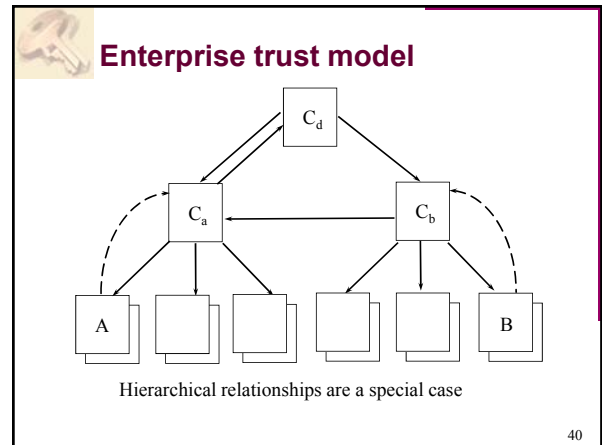 Enterprise trust model
Cd
Ca
Cb
A
B
Hierarchical relationships are a special case
40